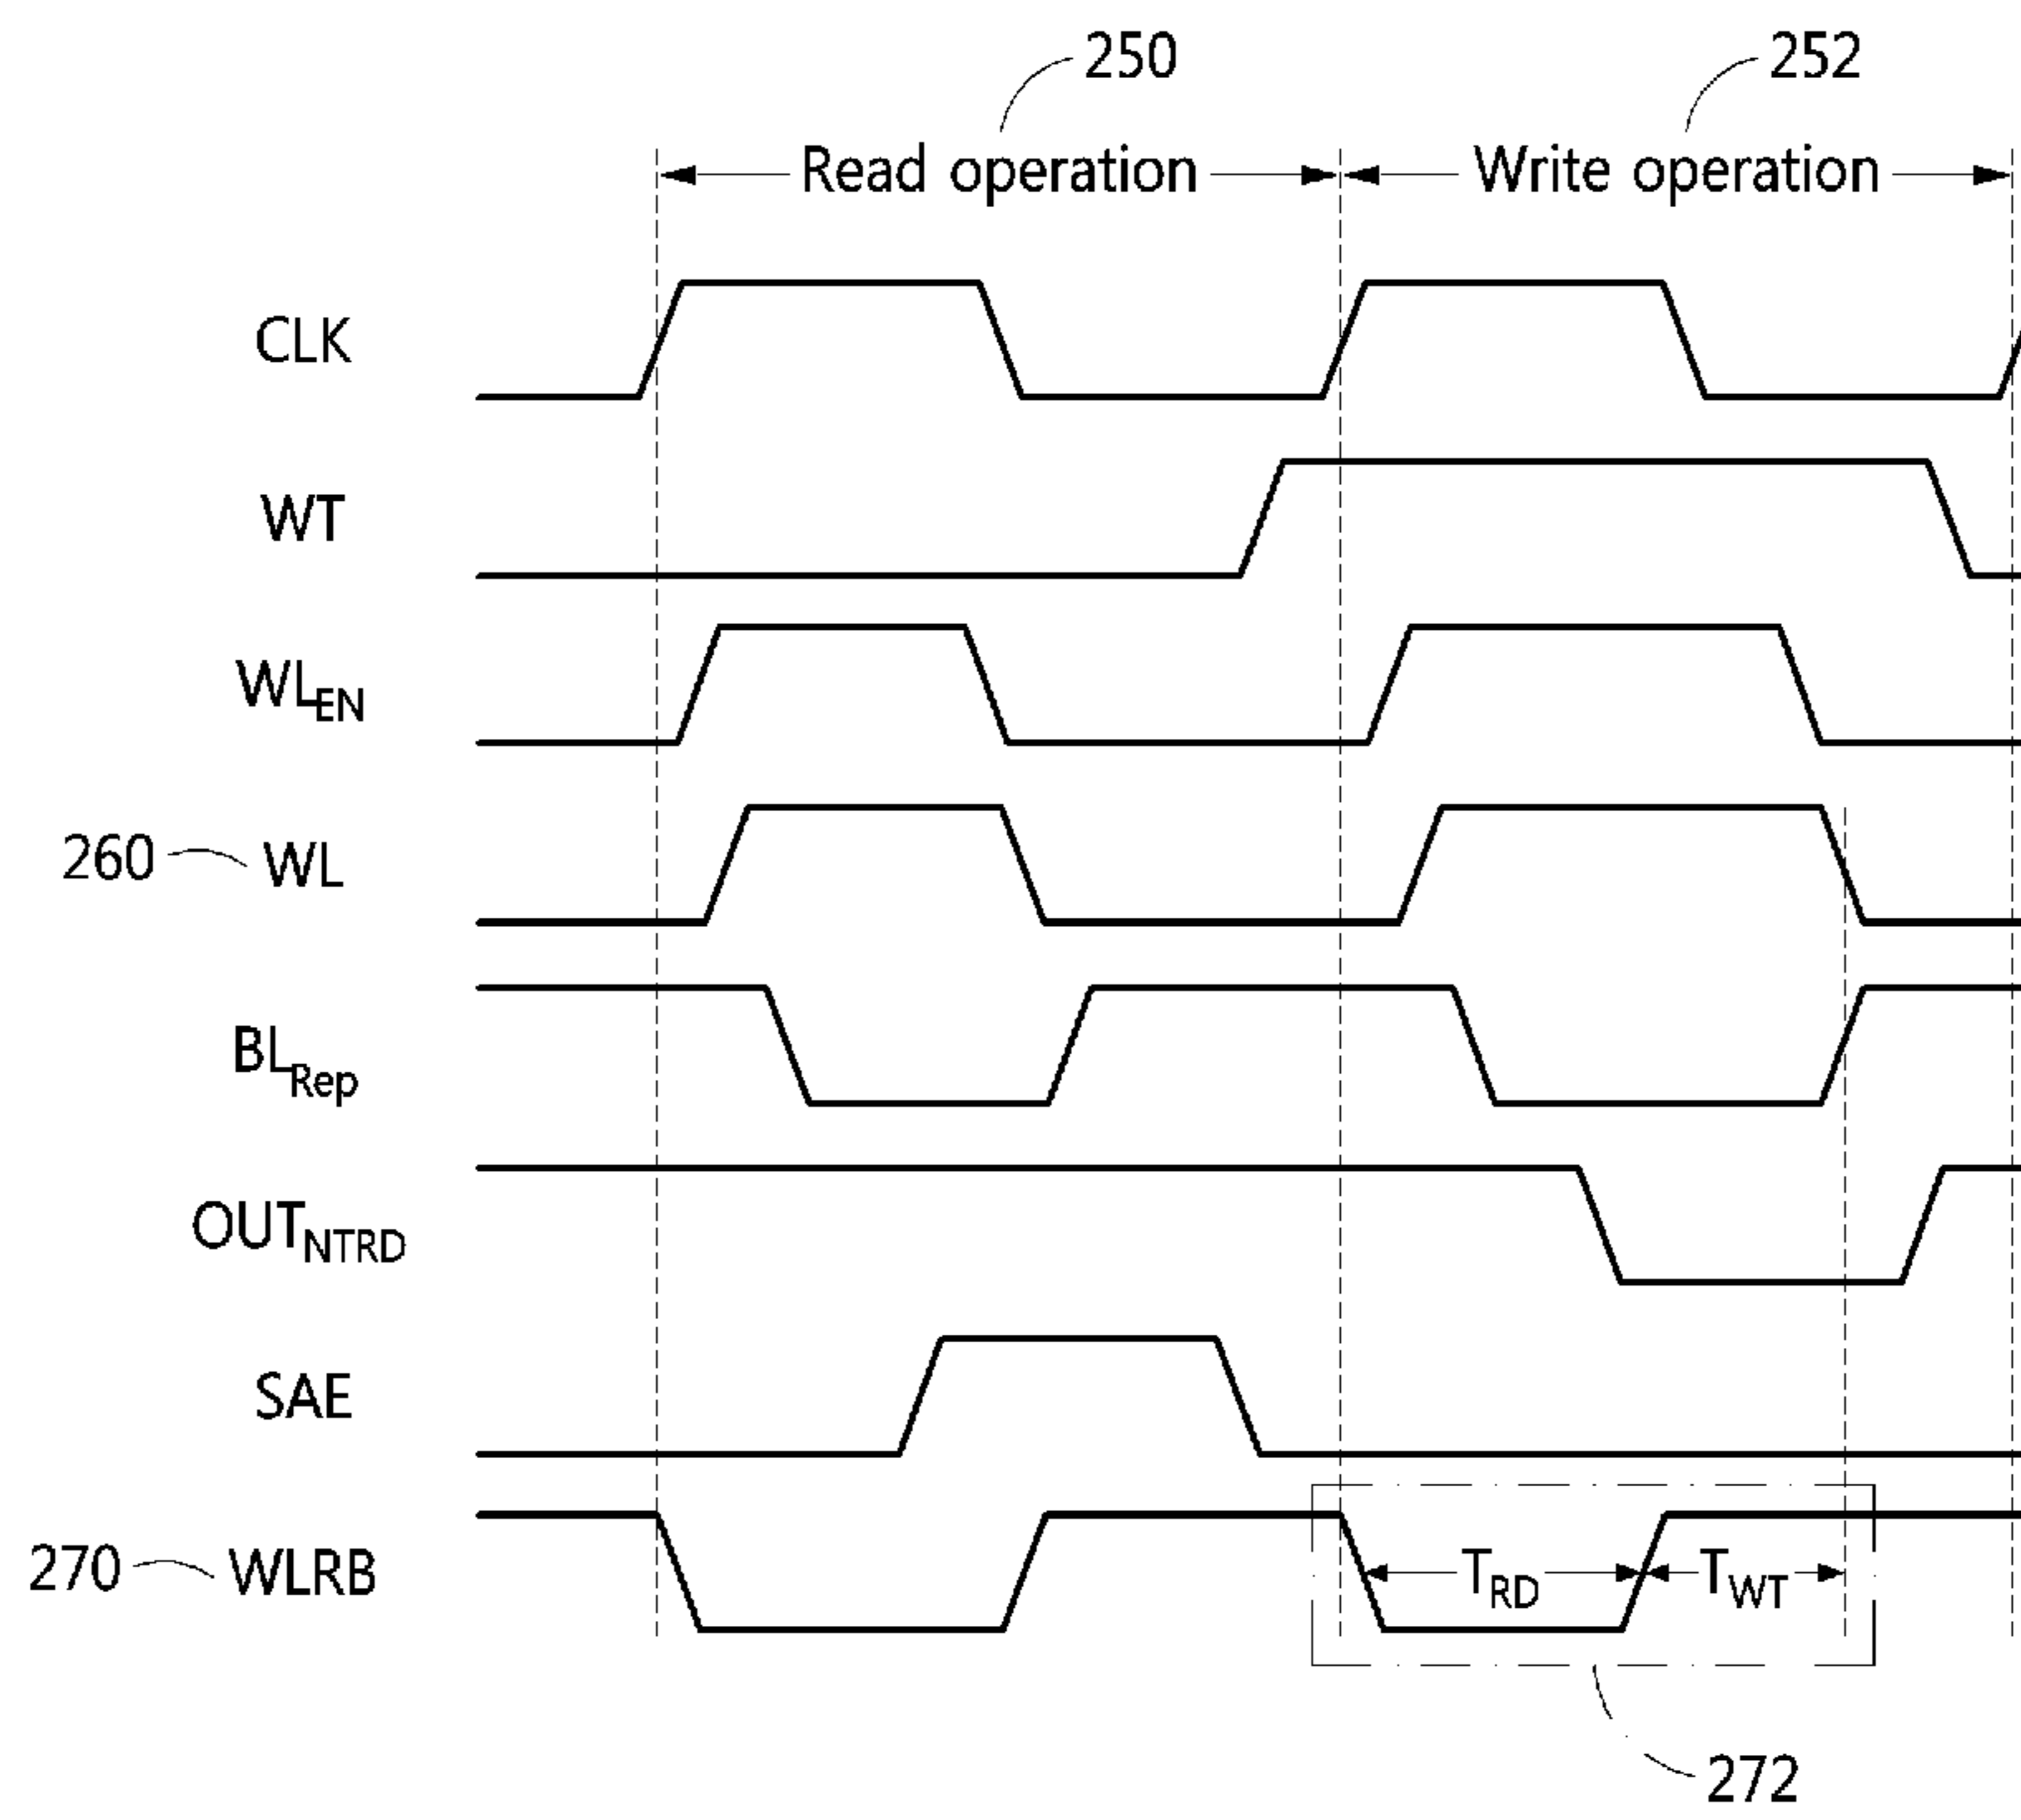 250
252
Read operation
Write operation
CLK
WT
WLEN
260
WL
BLRep
OUTNTRD
SAE
270
WLRB
TRD
TWT
272